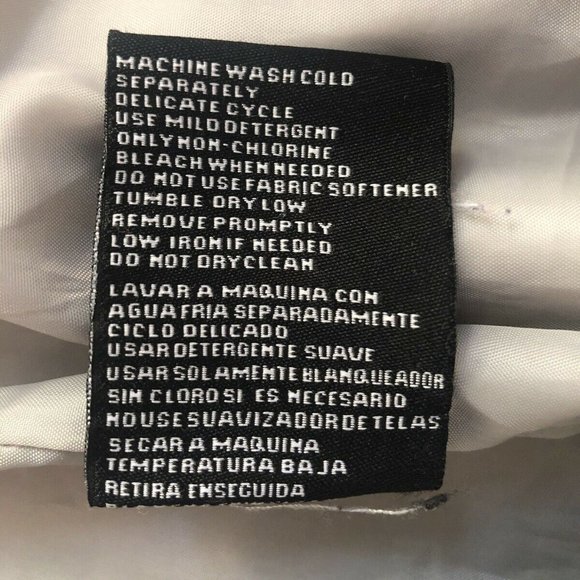 MACHINE WASH COLD
SEPARATELY
DELICATE CYCLE
USE MILD DETERGENT
ONLY NON-CHLORINE
BLEACH WHEN NEEDED
DO NOT USE FABRIC SOFTENER
TUMBLE DRY LOW
REMOVE PROMPTLY
LOW IRON IF NEEDED
DO NOT DRY CLEAN
LAVAR A MAQUINA CON
AGUA FRIA SEPARADAMENTE
CICLO DELICADO
USAR DETERGENTE SUAVE
USAR SOLAMENTE BLANQUEADOR
SIN CLORO SI ES NECESARIO
NO USE SUAVIZADOR DE TELAS
SECAR A MAQUINA
TEMPERATURA BAJA
RETIRA ENSEGUIDA